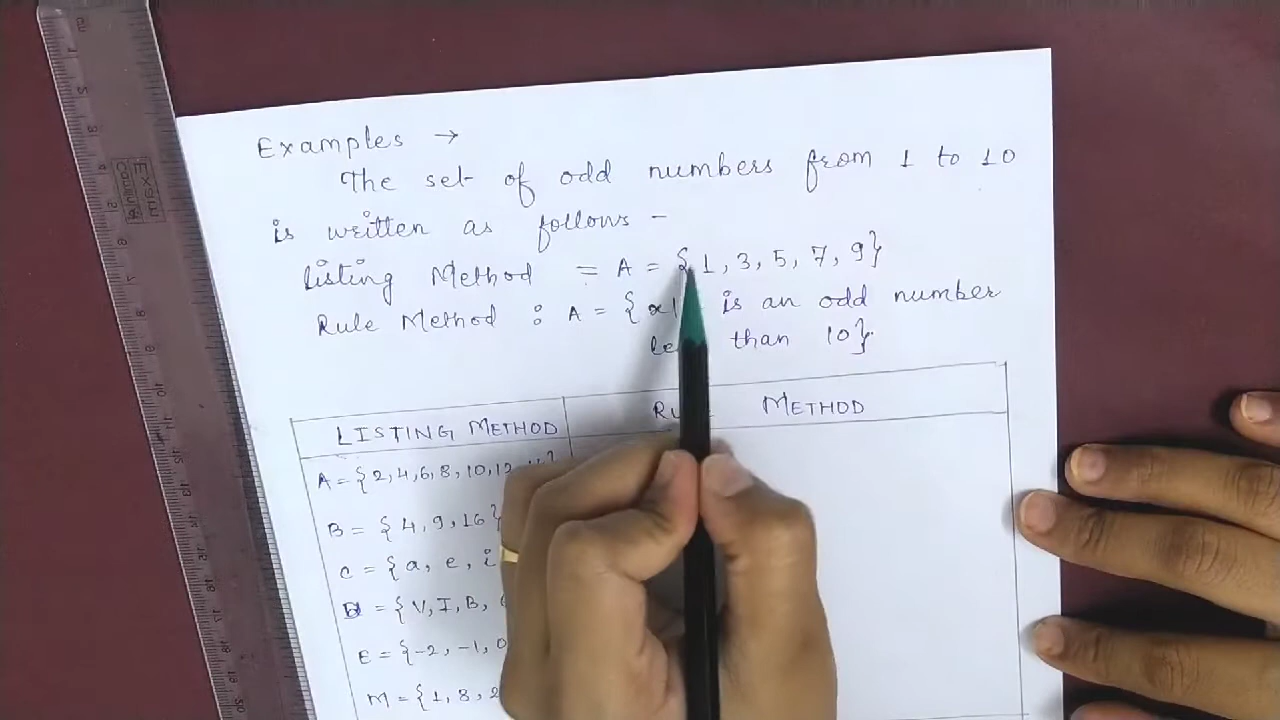 Examples →
The set of odd numbers from 1 to 10
is written as follows –
Listing Method = A = {1, 3, 5, 7, 9}
Rule Method : A = {x| is an odd number
than 10}.
LISTING METHOD METHOD
A = {2, 4, 6, 8, 10, 12
B = {4, 9, 16}
C = {a, e, i
= {V, I, B,
E = {-2, -1, 0
M = {1, 8, 2